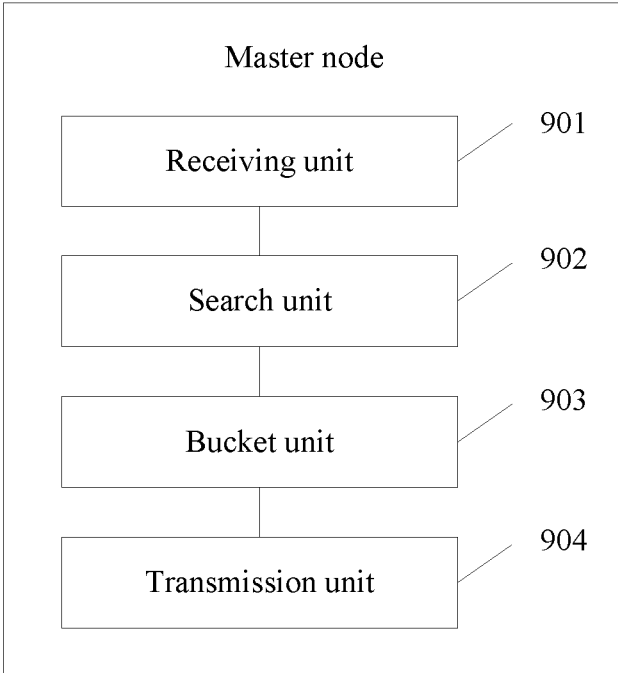 Master node
901
Receiving unit
902
Search unit
903
Bucket unit
904
Transmission unit